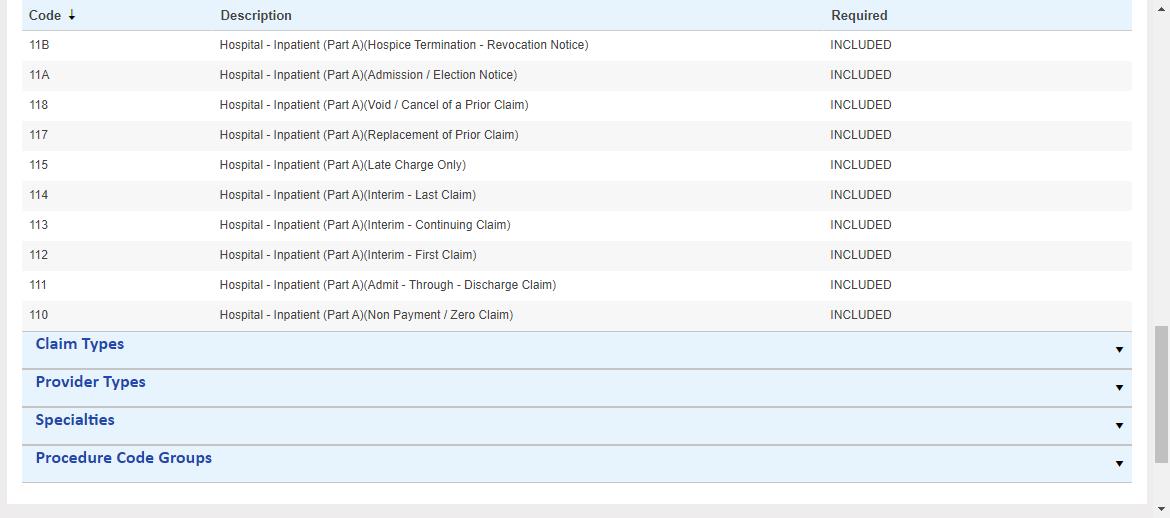 Code ↓ Description Required
11B Hospital - Inpatient (Part A)(Hospice Termination - Revocation Notice) INCLUDED
11A Hospital - Inpatient (Part A)(Admission / Election Notice) INCLUDED
118 Hospital - Inpatient (Part A)(Void / Cancel of a Prior Claim) INCLUDED
117 Hospital - Inpatient (Part A)(Replacement of Prior Claim) INCLUDED
115 Hospital - Inpatient (Part A)(Late Charge Only) INCLUDED
114 Hospital - Inpatient (Part A)(Interim - Last Claim) INCLUDED
113 Hospital - Inpatient (Part A)(Interim - Continuing Claim) INCLUDED
112 Hospital - Inpatient (Part A)(Interim - First Claim) INCLUDED
111 Hospital - Inpatient (Part A)(Admit - Through - Discharge Claim) INCLUDED
110 Hospital - Inpatient (Part A)(Non Payment / Zero Claim) INCLUDED
Claim Types
Provider Types
Specialties
Procedure Code Groups